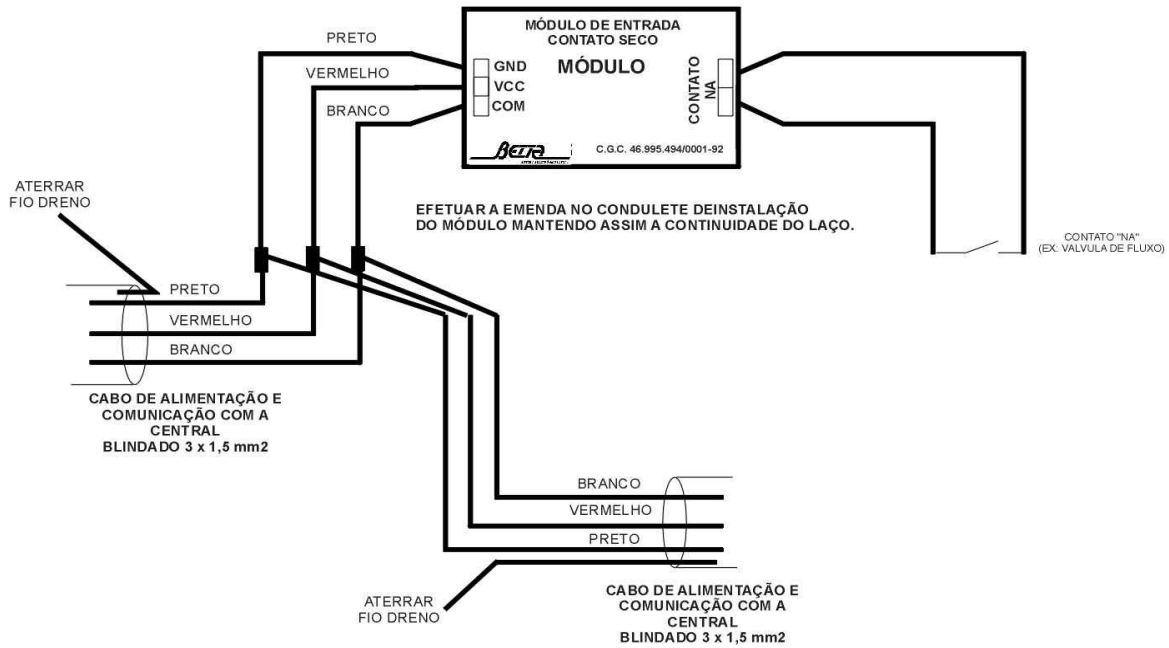 MÓDULO DE ENTRADA
CONTATO SECO
MÓDULO
GND
VCC
COM
CONTATO
NA
BELTA
C.G.C. 46.995.494/0001-92
PRETO
VERMELHO
BRANCO
ATERRAR
FIO DRENO
EFETUAR A EMENDA NO CONDULETE DEINSTALAÇÃO
DO MÓDULO MANTENDO ASSIM A CONTINUIDADE DO LAÇO.
CONTATO "NA"
(EX: VALVULA DE FLUXO)
PRETO
VERMELHO
BRANCO
CABO DE ALIMENTAÇÃO E
COMUNICAÇÃO COM A
CENTRAL
BLINDADO 3 x 1,5 mm2
BRANCO
VERMELHO
PRETO
ATERRAR
FIO DRENO
CABO DE ALIMENTAÇÃO E
COMUNICAÇÃO COM A
CENTRAL
BLINDADO 3 x 1,5 mm2